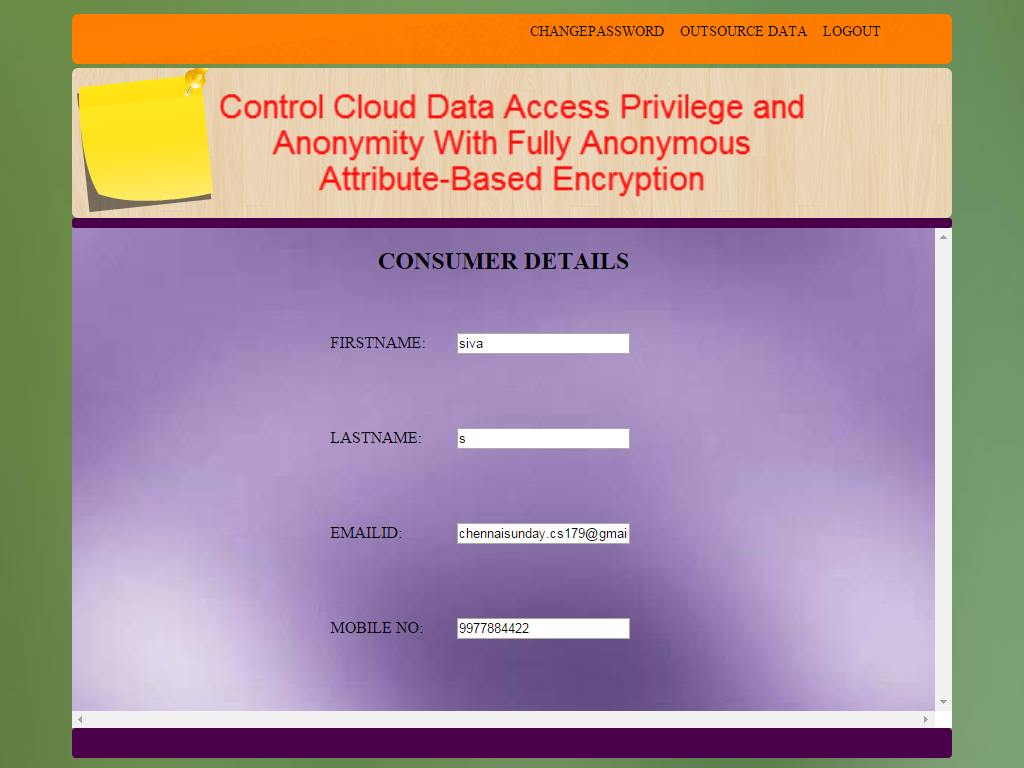 CHANGEPASSWORD OUTSOURCE DATA LOGOUT
Control Cloud Data Access Privilege and
Anonymity With Fully Anonymous
Attribute-Based Encryption
CONSUMER DETAILS
FIRSTNAME: siva
LASTNAME: s
EMAILID: chennaisunday.cs179@gmai
MOBILE NO: 9977884422